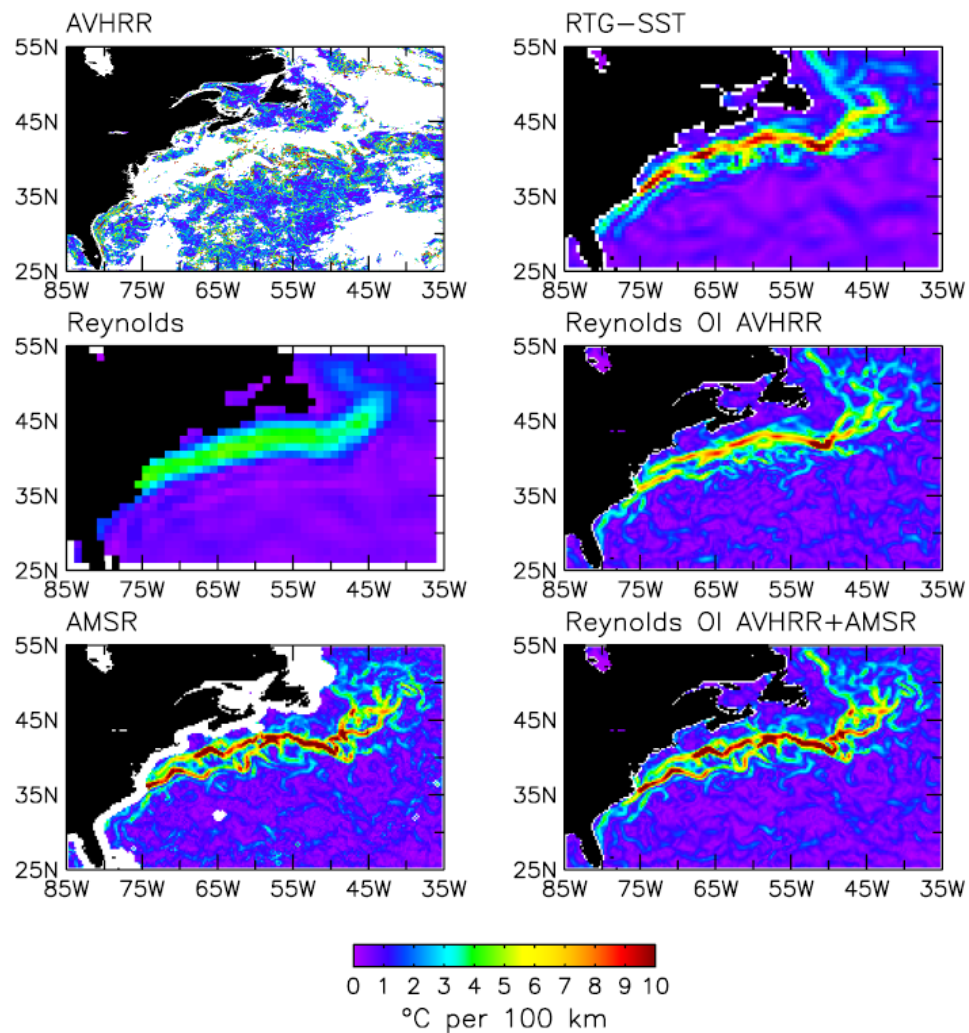 AVHRR
55N
45N
35N
25N
85W 75W 65W 55W 45W 35W
RTG-SST
55N
45N
35N
25N
85W 75W 65W 55W 45W 35W
Reynolds
55N
45N
35N
25N
85W 75W 65W 55W 45W 35W
Reynolds OI AVHRR
55N
45N
35N
25N
85W 75W 65W 55W 45W 35W
AMSR
55N
45N
35N
25N
85W 75W 65W 55W 45W 35W
Reynolds OI AVHRR+AMSR
55N
45N
35N
25N
85W 75W 65W 55W 45W 35W
0 1 2 3 4 5 6 7 8 9 10
°C per 100 km